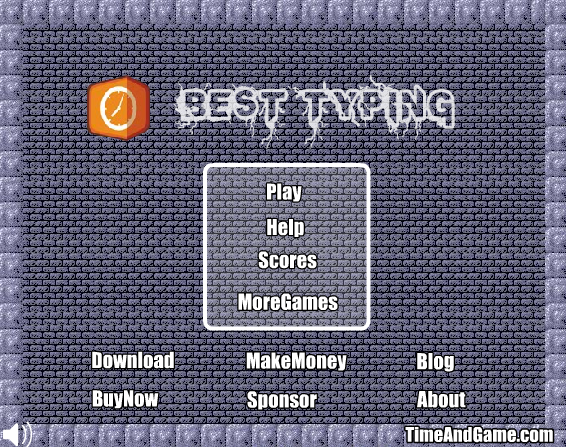 BEST TYPING
Play
Help
Scores
MoreGames
Download MakeMoney Blog
BuyNow Sponsor About
TimeAndGame.com